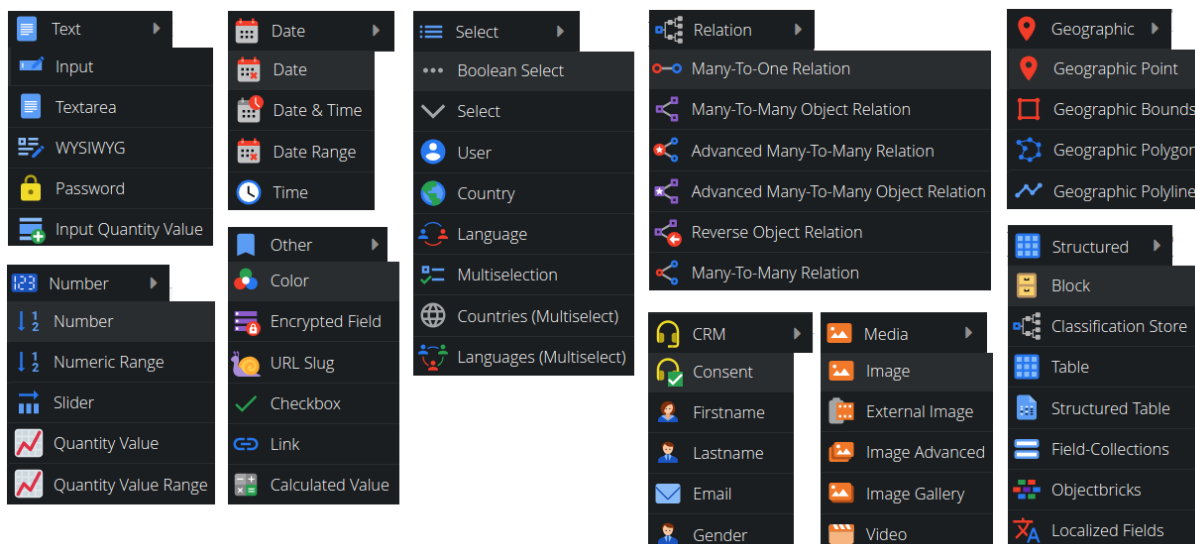 Text
Input
Textarea
WYSIWYG
Password
Input Quantity Value
Number
Number
Numeric Range
Slider
Quantity Value
Quantity Value Range
Date
Date
Date & Time
Date Range
Time
Other
Color
Encrypted Field
URL Slug
Checkbox
Link
Calculated Value
Select
Boolean Select
Select
User
Country
Language
Multiselection
Countries (Multiselect)
Languages (Multiselect)
Relation
Many-To-One Relation
Many-To-Many Object Relation
Advanced Many-To-Many Relation
Advanced Many-To-Many Object Relation
Reverse Object Relation
Many-To-Many Relation
CRM
Consent
Firstname
Lastname
Email
Gender
Media
Image
External Image
Image Advanced
Image Gallery
Video
Geographic
Geographic Point
Geographic Bounds
Geographic Polygon
Geographic Polyline
Structured
Block
Classification Store
Table
Structured Table
Field-Collections
Objectbricks
Localized Fields